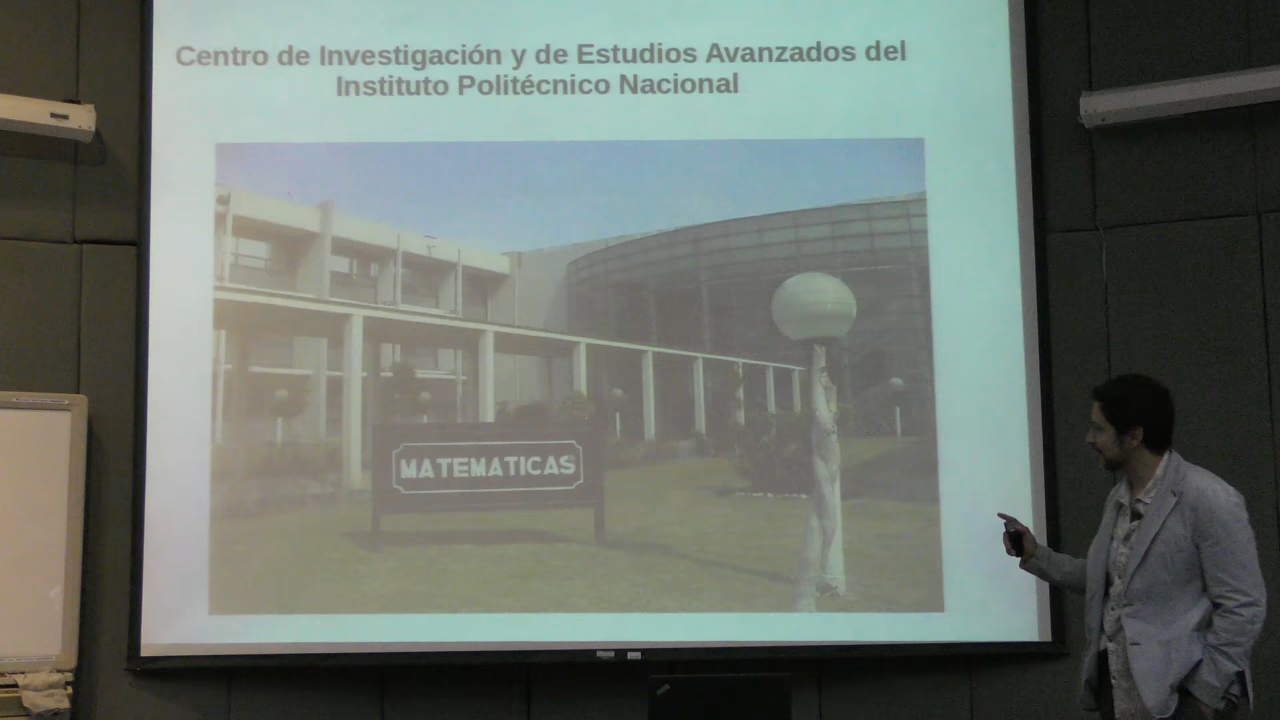 Centro de Investigación y de Estudios Avanzados del
Instituto Politécnico Nacional
MATEMATICAS